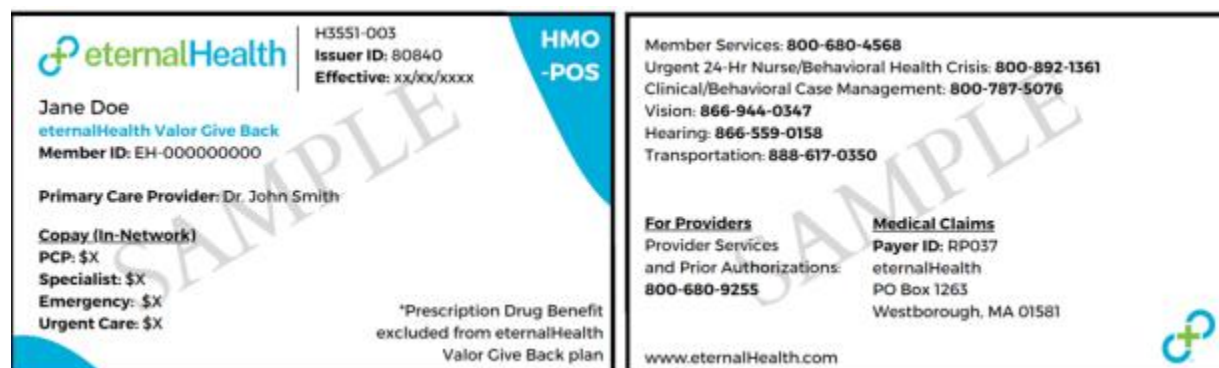 eternalHealth
H3551-003
Issuer ID: 80840
Effective: xx/xx/xxxx
HMO
-POS
Jane Doe
eternalHealth Valor Give Back
Member ID: EH-000000000
Primary Care Provider: Dr. John Smith
Copay (In-Network)
PCP: $X
Specialist: $X
Emergency: $X
Urgent Care: $X
*Prescription Drug Benefit
excluded from eternalHealth
Valor Give Back plan
SAMPLE
Member Services: 800-680-4568
Urgent 24-Hr Nurse/Behavioral Health Crisis: 800-892-1361
Clinical/Behavioral Case Management: 800-787-5076
Vision: 866-944-0347
Hearing: 866-559-0158
Transportation: 888-617-0350
For Providers
Provider Services
and Prior Authorizations:
800-680-9255
Medical Claims
Payer ID: RP037
eternalHealth
PO Box 1263
Westborough, MA 01581
www.eternalHealth.com
SAMPLE